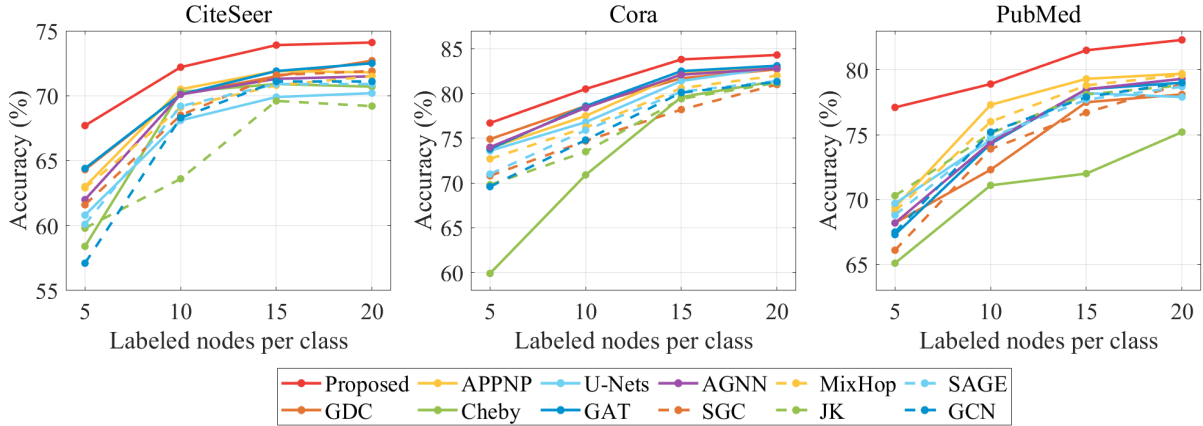 CiteSeer
75
70
65
60
55
Accuracy (%)
5 10 15 20
Labeled nodes per class
Cora
85
80
75
70
65
60
Accuracy (%)
5 10 15 20
Labeled nodes per class
PubMed
80
75
70
65
Accuracy (%)
5 10 15 20
Labeled nodes per class
Proposed APPNP U-Nets AGNN MixHop SAGE
GDC Cheby GAT SGC JK GCN